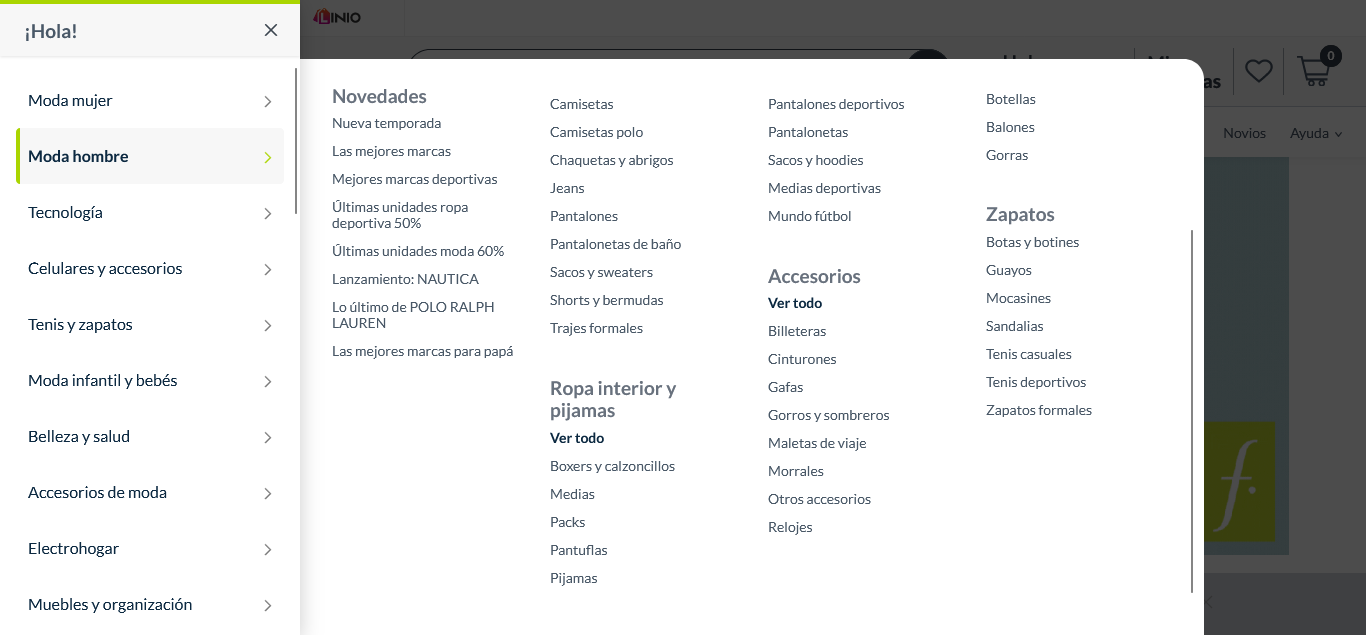 ¡Hola!
Moda mujer
Moda hombre
Tecnología
Celulares y accesorios
Tenis y zapatos
Moda infantil y bebés
Belleza y salud
Accesorios de moda
Electrohogar
Muebles y organización
LINIO
0
Novios
Ayuda
Novedades
Nueva temporada
Las mejores marcas
Mejores marcas deportivas
Últimas unidades ropa
deportiva 50%
Últimas unidades moda 60%
Lanzamiento: NAUTICA
Lo último de POLO RALPH
LAUREN
Las mejores marcas para papá
Camisetas
Camisetas polo
Chaquetas y abrigos
Jeans
Pantalones
Pantalonetas de baño
Sacos y sweaters
Shorts y bermudas
Trajes formales
Ropa interior y
pijamas
Ver todo
Boxers y calzoncillos
Medias
Packs
Pantuflas
Pijamas
Pantalones deportivos
Pantalonetas
Sacos y hoodies
Medias deportivas
Mundo fútbol
Accesorios
Ver todo
Billeteras
Cinturones
Gafas
Gorros y sombreros
Maletas de viaje
Morrales
Otros accesorios
Relojes
Botellas
Balones
Gorras
Zapatos
Botas y botines
Guayos
Mocasines
Sandalias
Tenis casuales
Tenis deportivos
Zapatos formales
f.